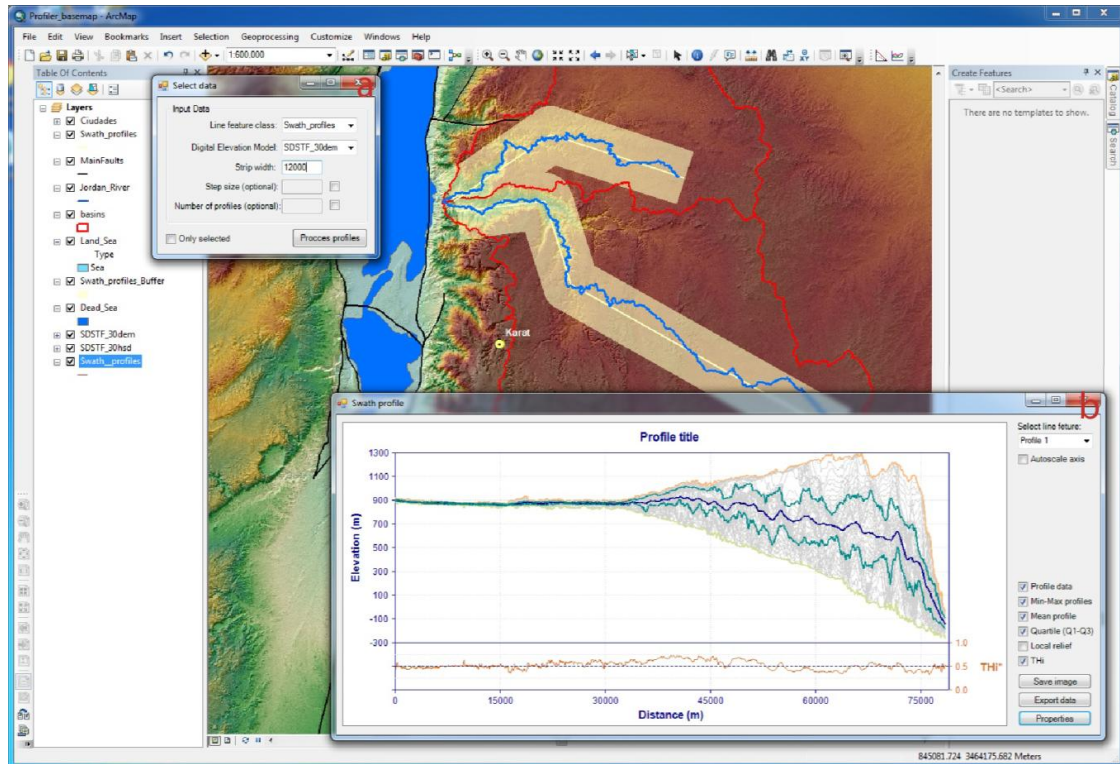 Profiler_basemap - ArcMap
File Edit View Bookmarks Insert Selection Geoprocessing Customize Windows Help
1:600,000
Table Of Contents
Layers
Ciudades
Swath_profiles
MainFaults
Jordan_River
basins
Land_Sea
Type
Sea
Swath_profiles_Buffer
Dead_Sea
SDSTF_30dem
SDSTF_30hsd
Swath__profiles
Select data
a
Input Data
Line feature class: Swath_profiles
Digital Elevation Model: SDSTF_30dem
Strip width: 12000
Step size (optional):
Number of profiles (optional):
Only selected
Procces profiles
Karat
Create Features
<Search>
There are no templates to show.
Catalog
Search
Swath profile
b
Profile title
Select line feture:
Profile 1
Autoscale axis
1300
1100
900
700
500
300
100
-100
-300
Elevation (m)
1.0
0.5
0.0
THi*
0 15000 30000 45000 60000 75000
Distance (m)
Profile data
Min-Max profiles
Mean profile
Quartile (Q1-Q3)
Local relief
THi
Save image
Export data
Properties
845081.724 3464175.682 Meters